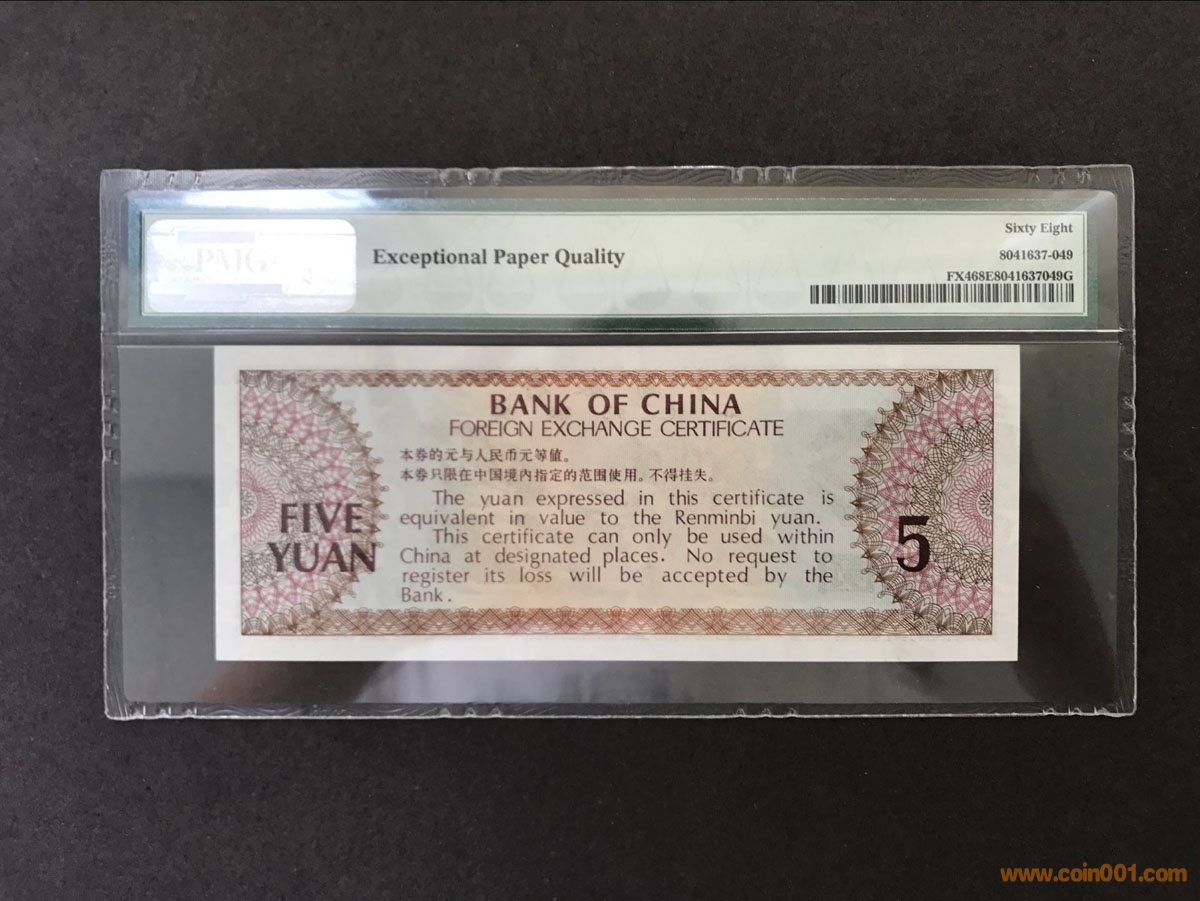 PMG
Exceptional Paper Quality
Sixty Eight
8041637-049
FX468E8041637049G
BANK OF CHINA
FOREIGN EXCHANGE CERTIFICATE
本券的元与人民币元等值。
本券只限在中国境内指定的范围使用。不得挂失。
The yuan expressed in this certificate is
equivalent in value to the Renminbi yuan.
This certificate can only be used within
China at designated places. No request to
register its loss will be accepted by the
Bank.
FIVE
YUAN
5
www.coin001.com